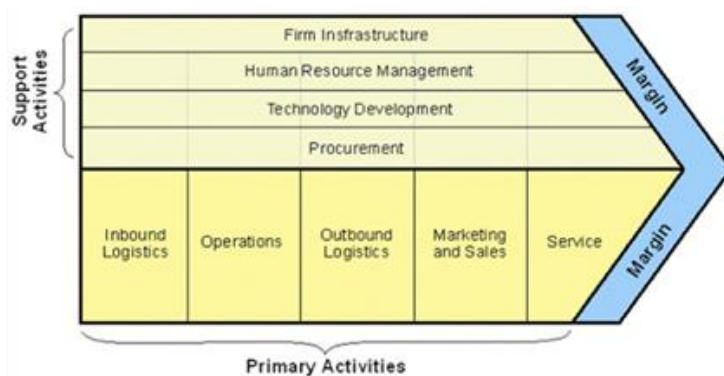 Support
Activities
Firm Insfrastructure
Human Resource Management
Technology Development
Procurement
Margin
Inbound
Logistics
Operations
Outbound
Logistics
Marketing
and Sales
Service
Margin
Primary Activities